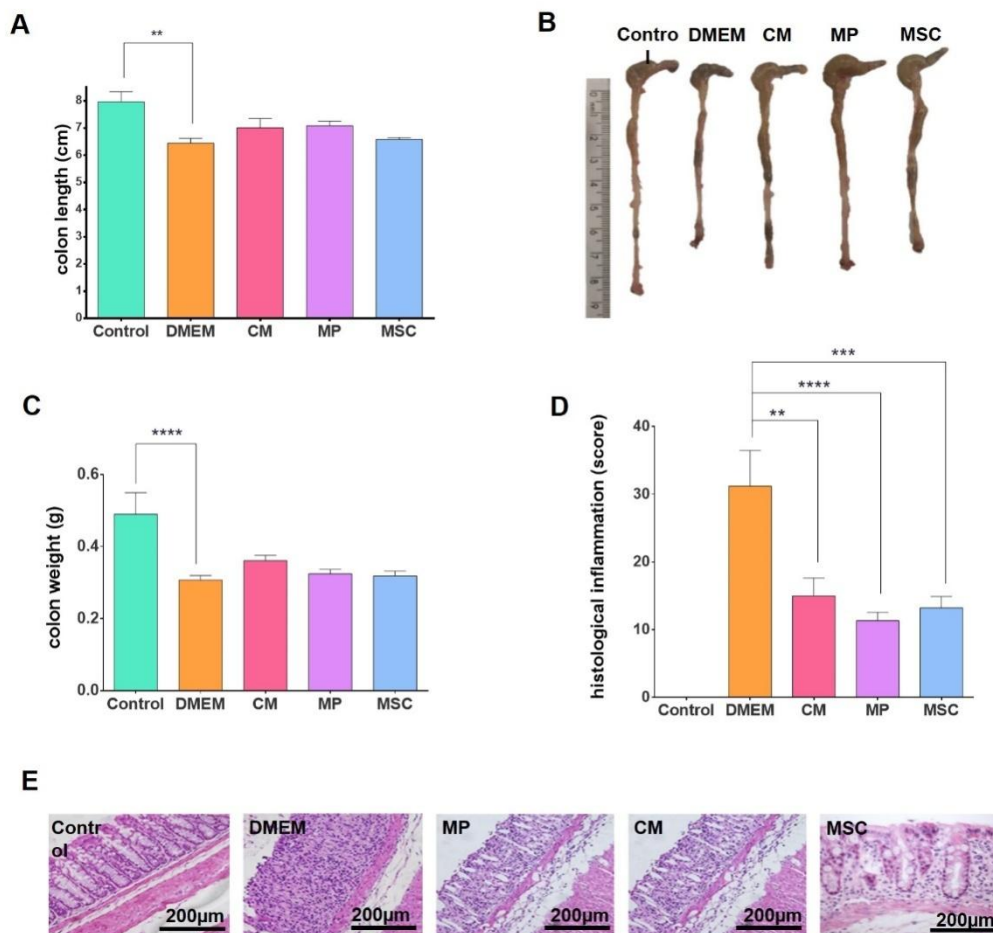 A
**
colon length (cm)
8
7
6
5
4
3
2
1
0
Control DMEM CM MP MSC
B
Contro DMEM CM MP MSC
C
****
colon weight (g)
0.6
0.4
0.2
0.0
Control DMEM CM MP MSC
D
***
****
**
histological inflammation (score)
40
30
20
10
0
Control DMEM CM MP MSC
E
Contr
ol
200µm
DMEM
200µm
MP
200µm
CM
200µm
MSC
200µm